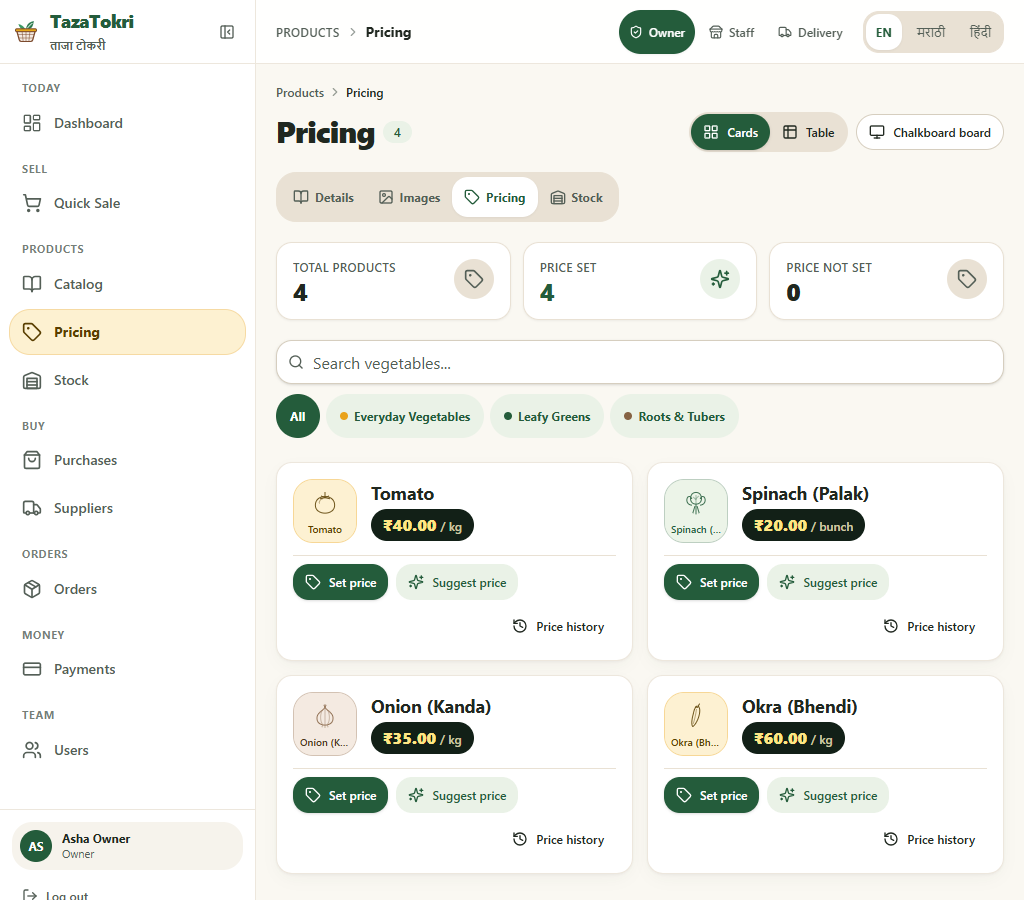 TazaTokri
ताजा टोकरी
TODAY
Dashboard
SELL
Quick Sale
PRODUCTS
Catalog
Pricing
Stock
BUY
Purchases
Suppliers
ORDERS
Orders
MONEY
Payments
TEAM
Users
AS
Asha Owner
Owner
Log out
PRODUCTS > Pricing
Owner
Staff
Delivery
EN
मराठी
हिंदी
Products > Pricing
Pricing 4
Cards
Table
Chalkboard board
Details
Images
Pricing
Stock
TOTAL PRODUCTS
4
PRICE SET
4
PRICE NOT SET
0
Search vegetables...
All
Everyday Vegetables
Leafy Greens
Roots & Tubers
Tomato
Tomato
₹40.00 / kg
Set price
Suggest price
Price history
Spinach (...
Spinach (Palak)
₹20.00 / bunch
Set price
Suggest price
Price history
Onion (K...
Onion (Kanda)
₹35.00 / kg
Set price
Suggest price
Price history
Okra (Bh...
Okra (Bhendi)
₹60.00 / kg
Set price
Suggest price
Price history